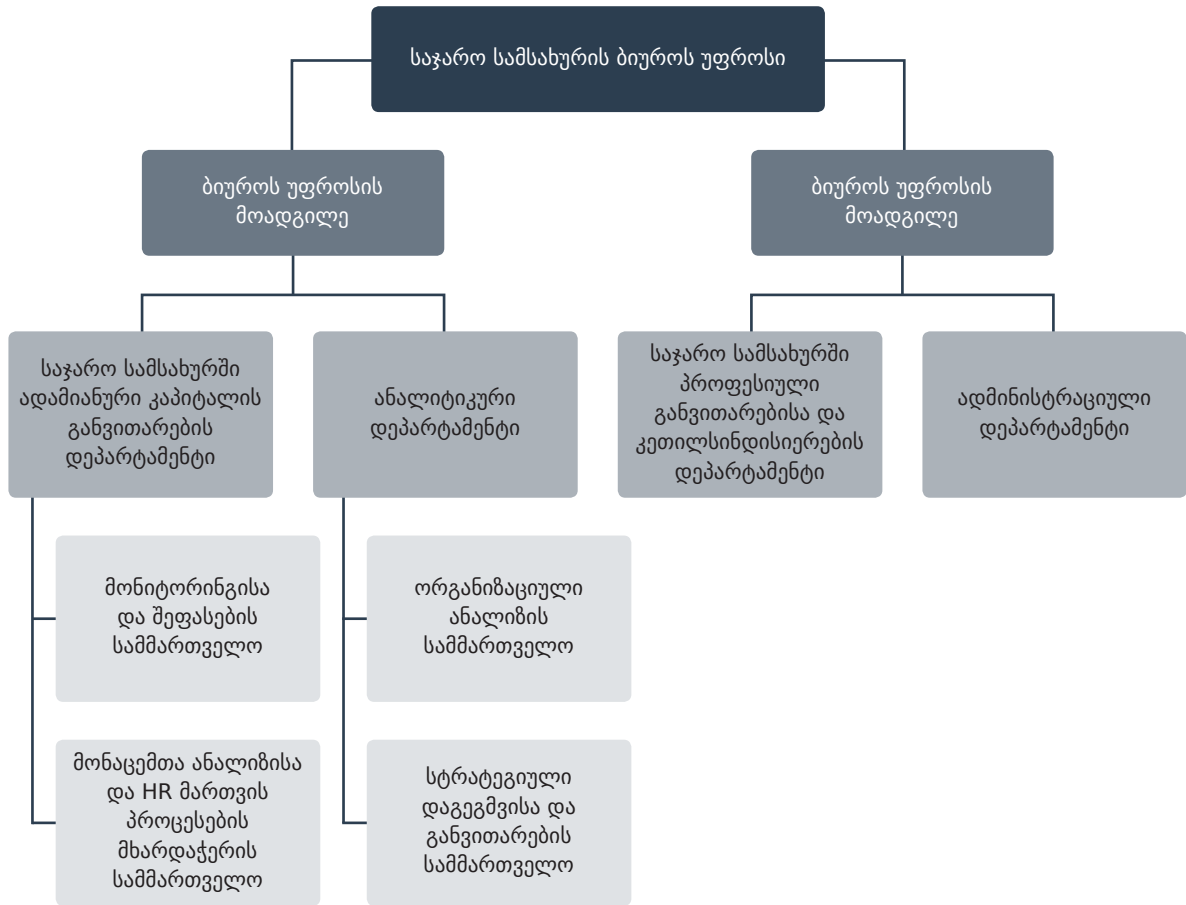 საჯარო სამსახურის ბიუროს უფროსი
ბიუროს უფროსის
მოადგილე
ბიუროს უფროსის
მოადგილე
საჯარო სამსახურში
ადამიანური კაპიტალის
განვითარების
დეპარტამენტი
ანალიტიკური
დეპარტამენტი
საჯარო სამსახურში
პროფესიული
განვითარებისა და
კეთილსინდისიერების
დეპარტამენტი
ადმინისტრაციული
დეპარტამენტი
მონიტორინგისა
და შეფასების
სამმართველო
ორგანიზაციული
ანალიზის
სამმართველო
მონაცემთა ანალიზისა
და HR მართვის
პროცესების
მხარდაჭერის
სამმართველო
სტრატეგიული
დაგეგმვისა და
განვითარების
სამმართველო